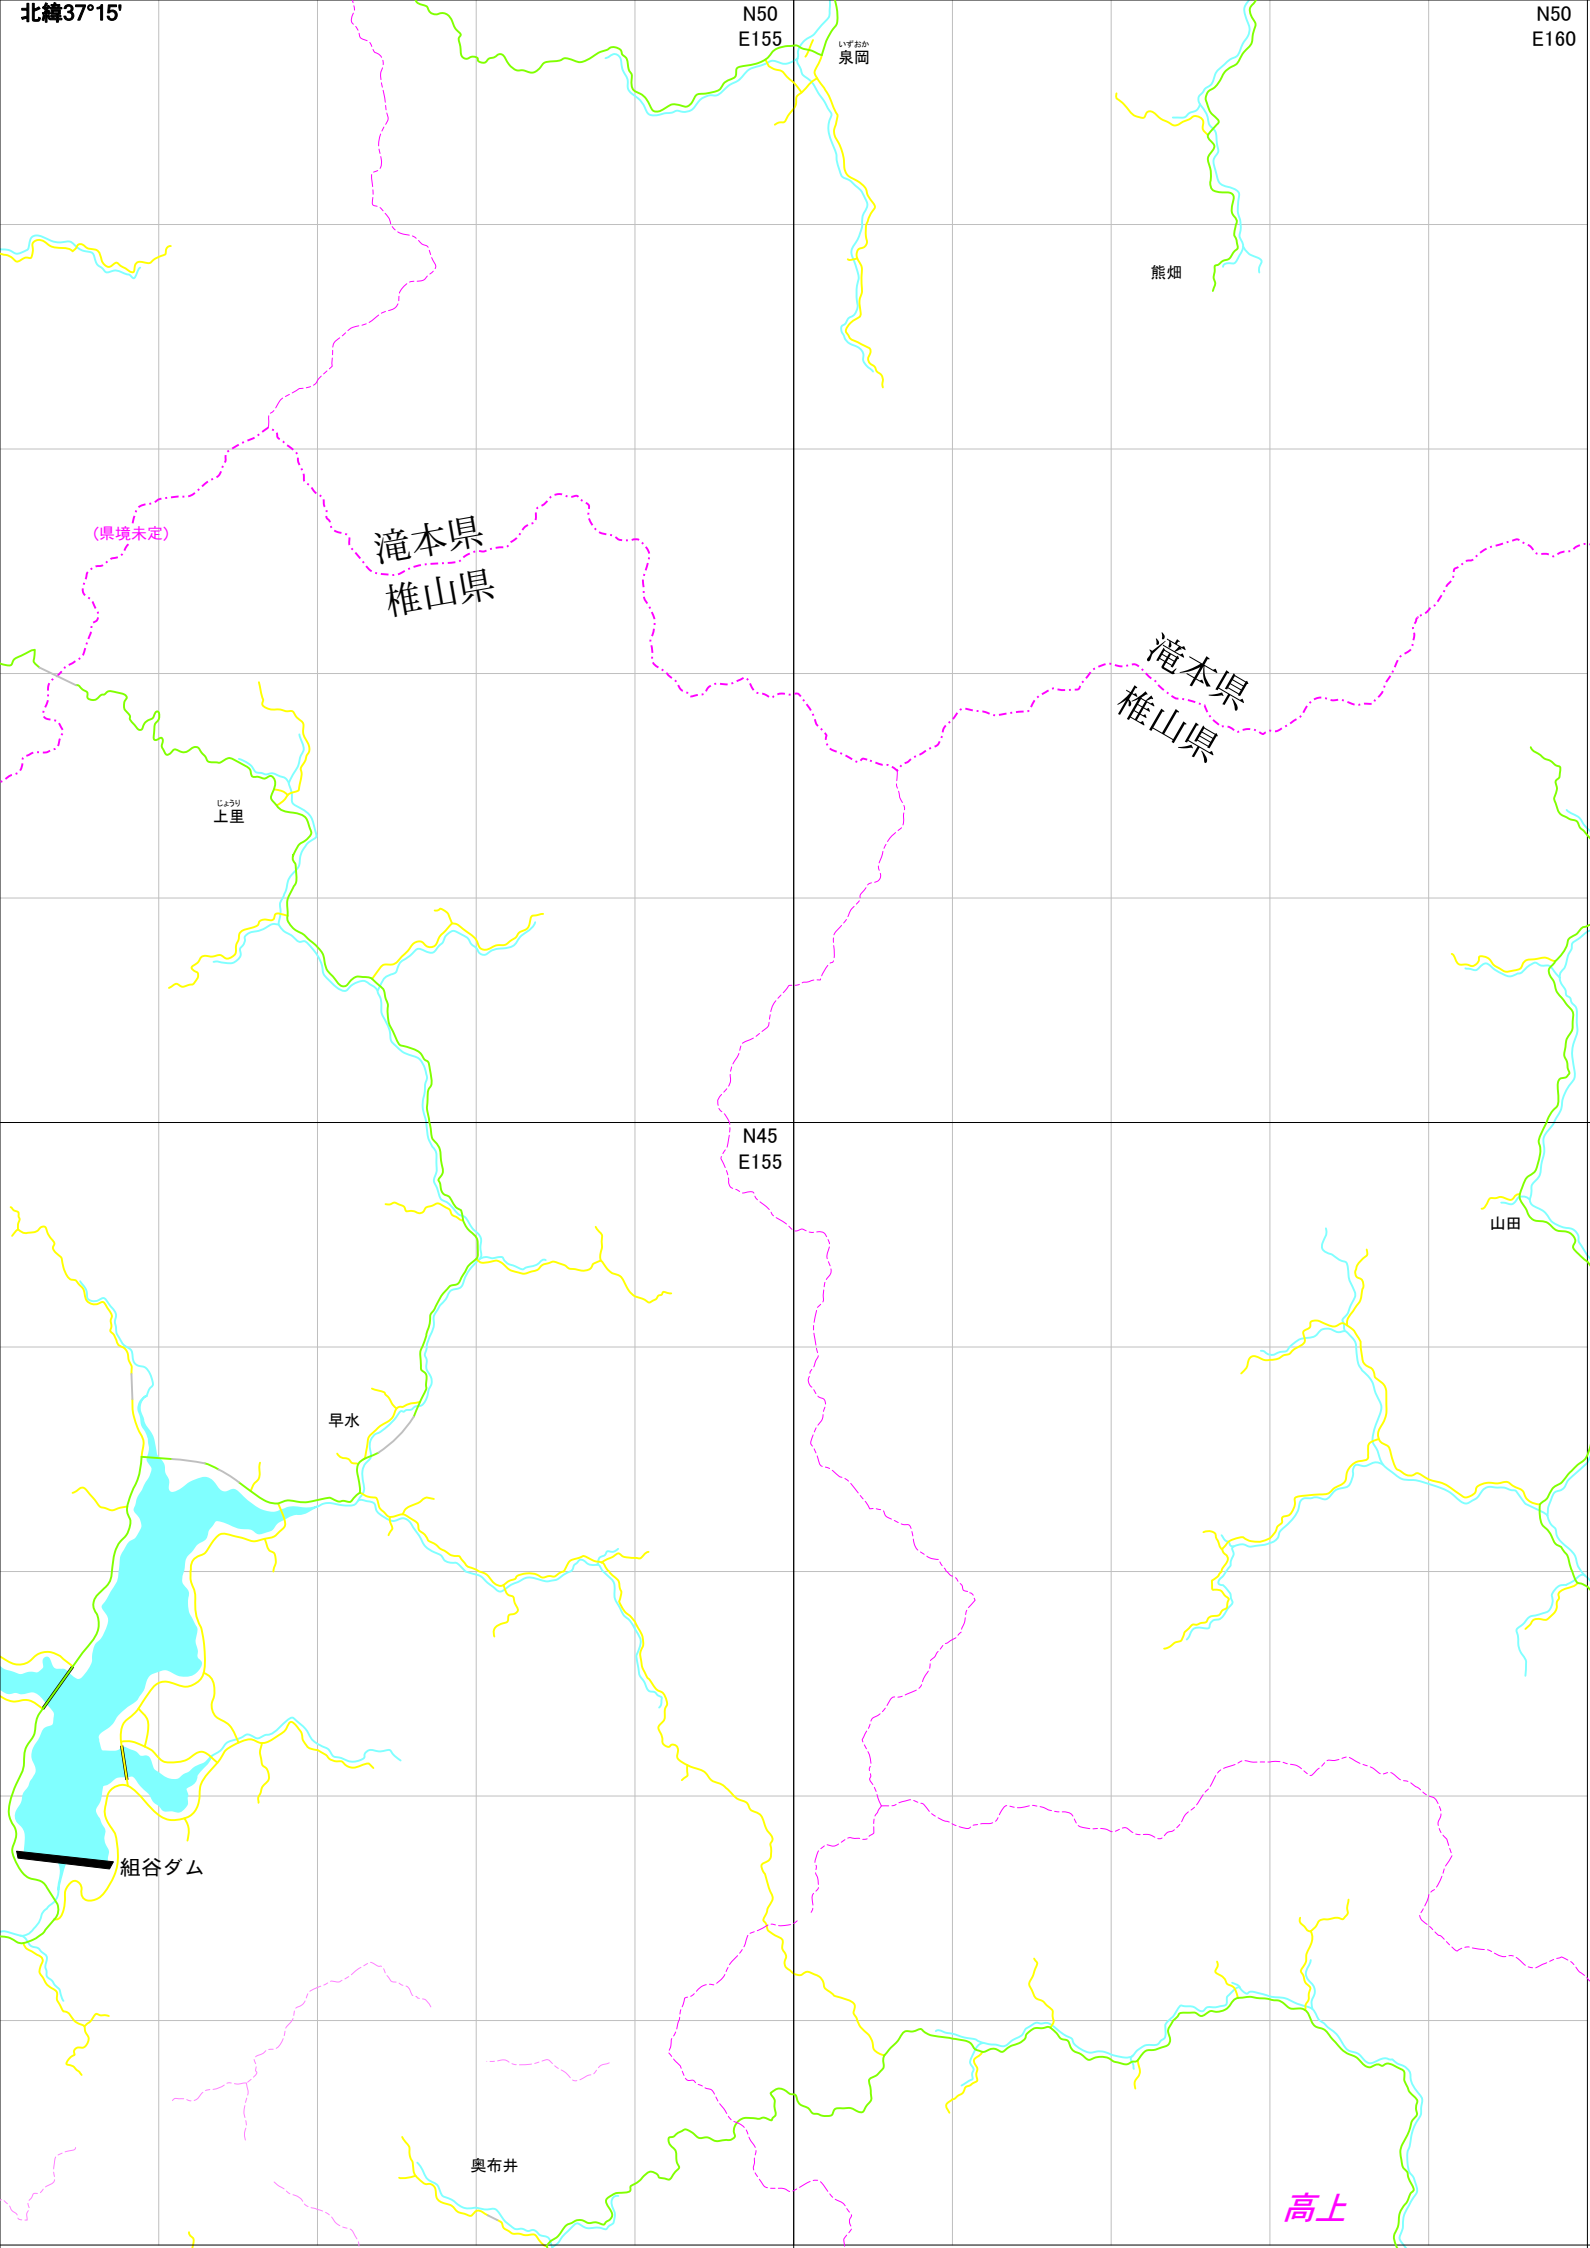 北緯37°15'
N50
E155
N50
E160
いずおか
泉岡
熊畑
(県境未定)
滝本県
椎山県
滝本県
椎山県
じょうり
上里
N45
E155
山田
早水
組谷ダム
奥布井
高上